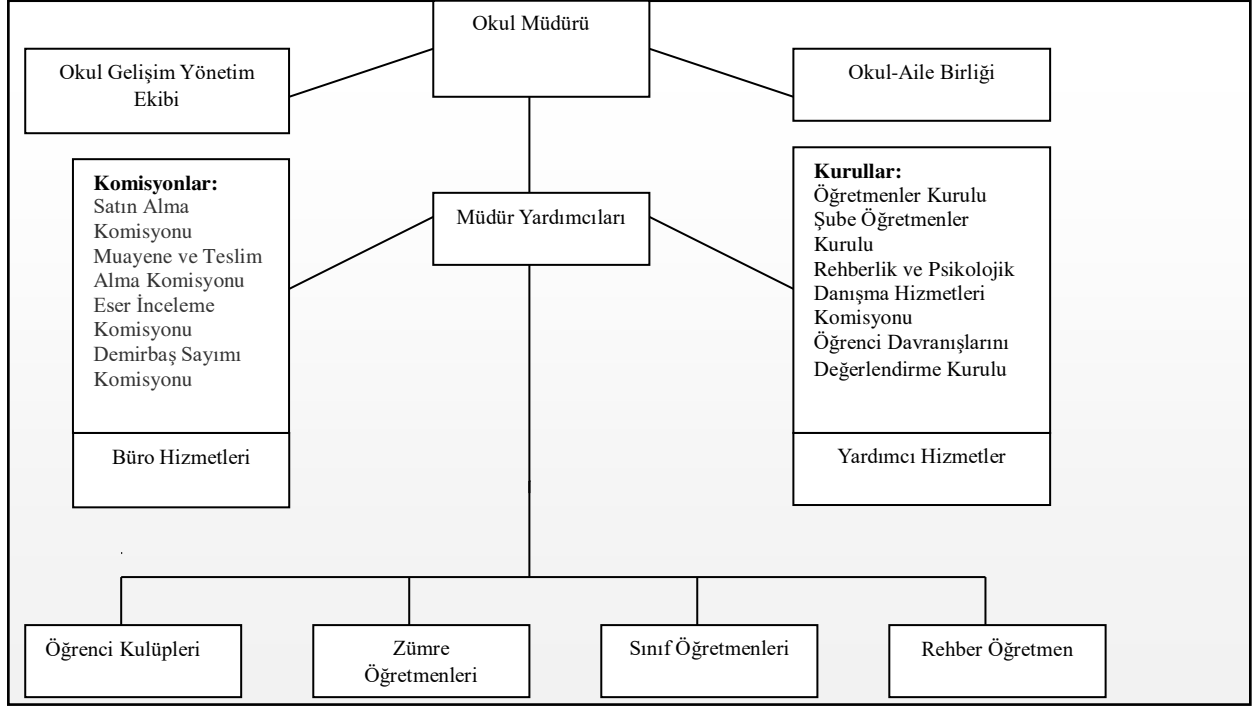 Okul Müdürü
Okul Gelişim Yönetim
Ekibi
Okul-Aile Birliği
Komisyonlar:
Satın Alma
Komisyonu
Muayene ve Teslim
Alma Komisyonu
Eser İnceleme
Komisyonu
Demirbaş Sayımı
Komisyonu
Müdür Yardımcıları
Kurullar:
Öğretmenler Kurulu
Şube Öğretmenler
Kurulu
Rehberlik ve Psikolojik
Danışma Hizmetleri
Komisyonu
Öğrenci Davranışlarını
Değerlendirme Kurulu
Büro Hizmetleri
Yardımcı Hizmetler
Öğrenci Kulüpleri
Zümre
Öğretmenleri
Sınıf Öğretmenleri
Rehber Öğretmen